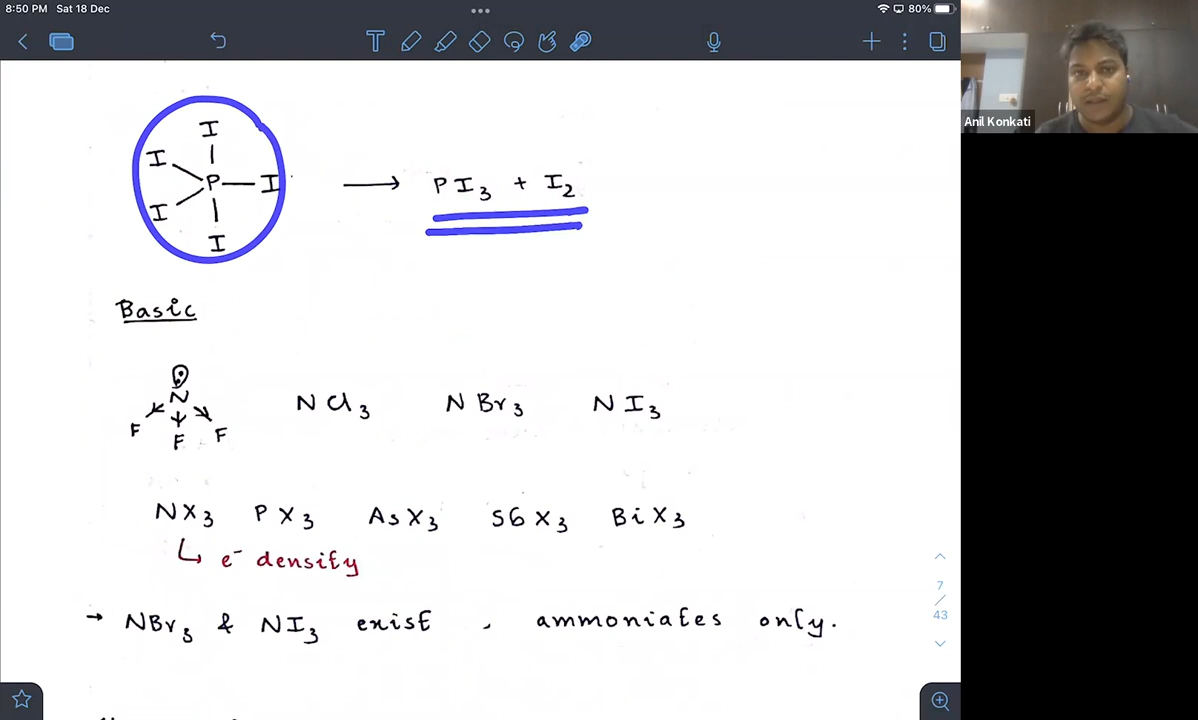 8:50 PM Sat 18 Dec
80%
Anil Konkati
I
I
P I
I
I
PI3 + I2
Basic
N
F F F
NCl3 NBr3 NI3
NX3 PX3 AsX3 SbX3 BiX3
e- density
→ NBr3 & NI3 exist , ammoniates only.
7
/
43